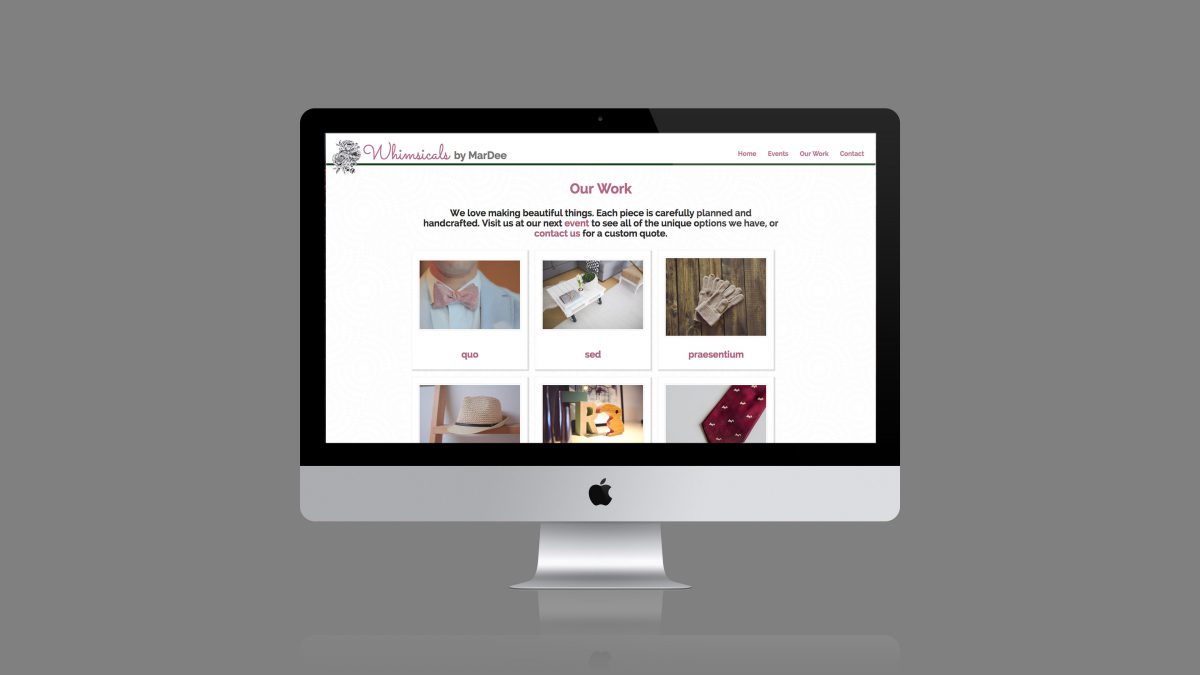 Whimsicals by MarDee
Home Events Our Work Contact
Our Work
We love making beautiful things. Each piece is carefully planned and
handcrafted. Visit us at our next event to see all of the unique options we have, or
contact us for a custom quote.
quo sed praesentium
TR